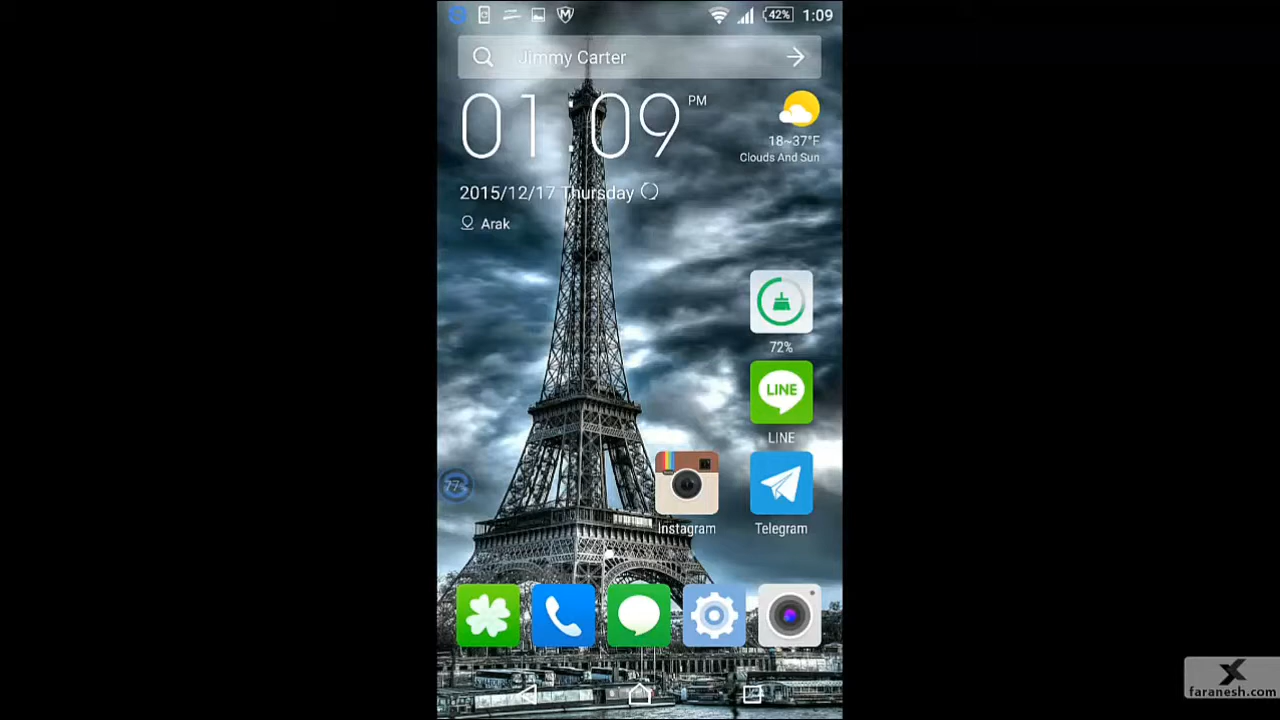 42% 1:09
Jimmy Carter
01:09 PM
18~37°F
Clouds And Sun
2015/12/17 Thursday
Arak
72%
LINE
LINE
77%
Instagram
Telegram
faranesh.com